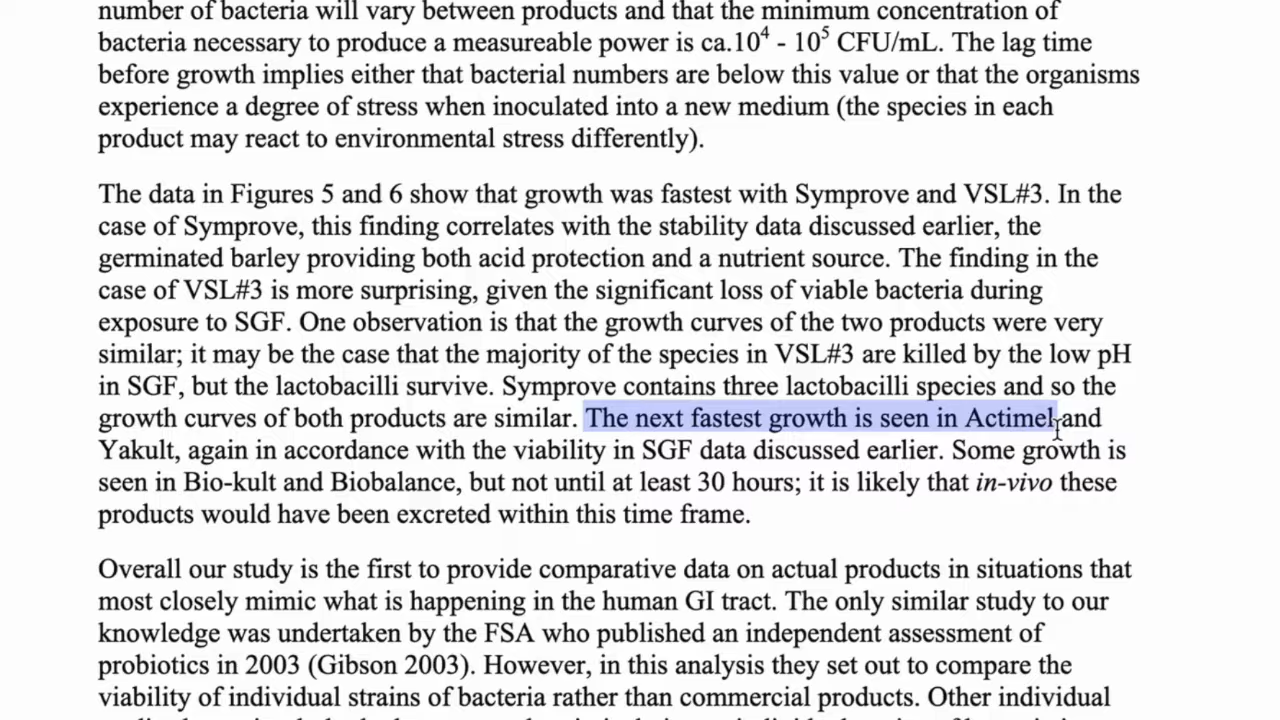 number of bacteria will vary between products and that the minimum concentration of
bacteria necessary to produce a measureable power is ca.10⁴ - 10⁵ CFU/mL. The lag time
before growth implies either that bacterial numbers are below this value or that the organisms
experience a degree of stress when inoculated into a new medium (the species in each
product may react to environmental stress differently).
The data in Figures 5 and 6 show that growth was fastest with Symprove and VSL#3. In the
case of Symprove, this finding correlates with the stability data discussed earlier, the
germinated barley providing both acid protection and a nutrient source. The finding in the
case of VSL#3 is more surprising, given the significant loss of viable bacteria during
exposure to SGF. One observation is that the growth curves of the two products were very
similar; it may be the case that the majority of the species in VSL#3 are killed by the low pH
in SGF, but the lactobacilli survive. Symprove contains three lactobacilli species and so the
growth curves of both products are similar. The next fastest growth is seen in Actimel and
Yakult, again in accordance with the viability in SGF data discussed earlier. Some growth is
seen in Bio-kult and Biobalance, but not until at least 30 hours; it is likely that in-vivo these
products would have been excreted within this time frame.
Overall our study is the first to provide comparative data on actual products in situations that
most closely mimic what is happening in the human GI tract. The only similar study to our
knowledge was undertaken by the FSA who published an independent assessment of
probiotics in 2003 (Gibson 2003). However, in this analysis they set out to compare the
viability of individual strains of bacteria rather than commercial products. Other individual